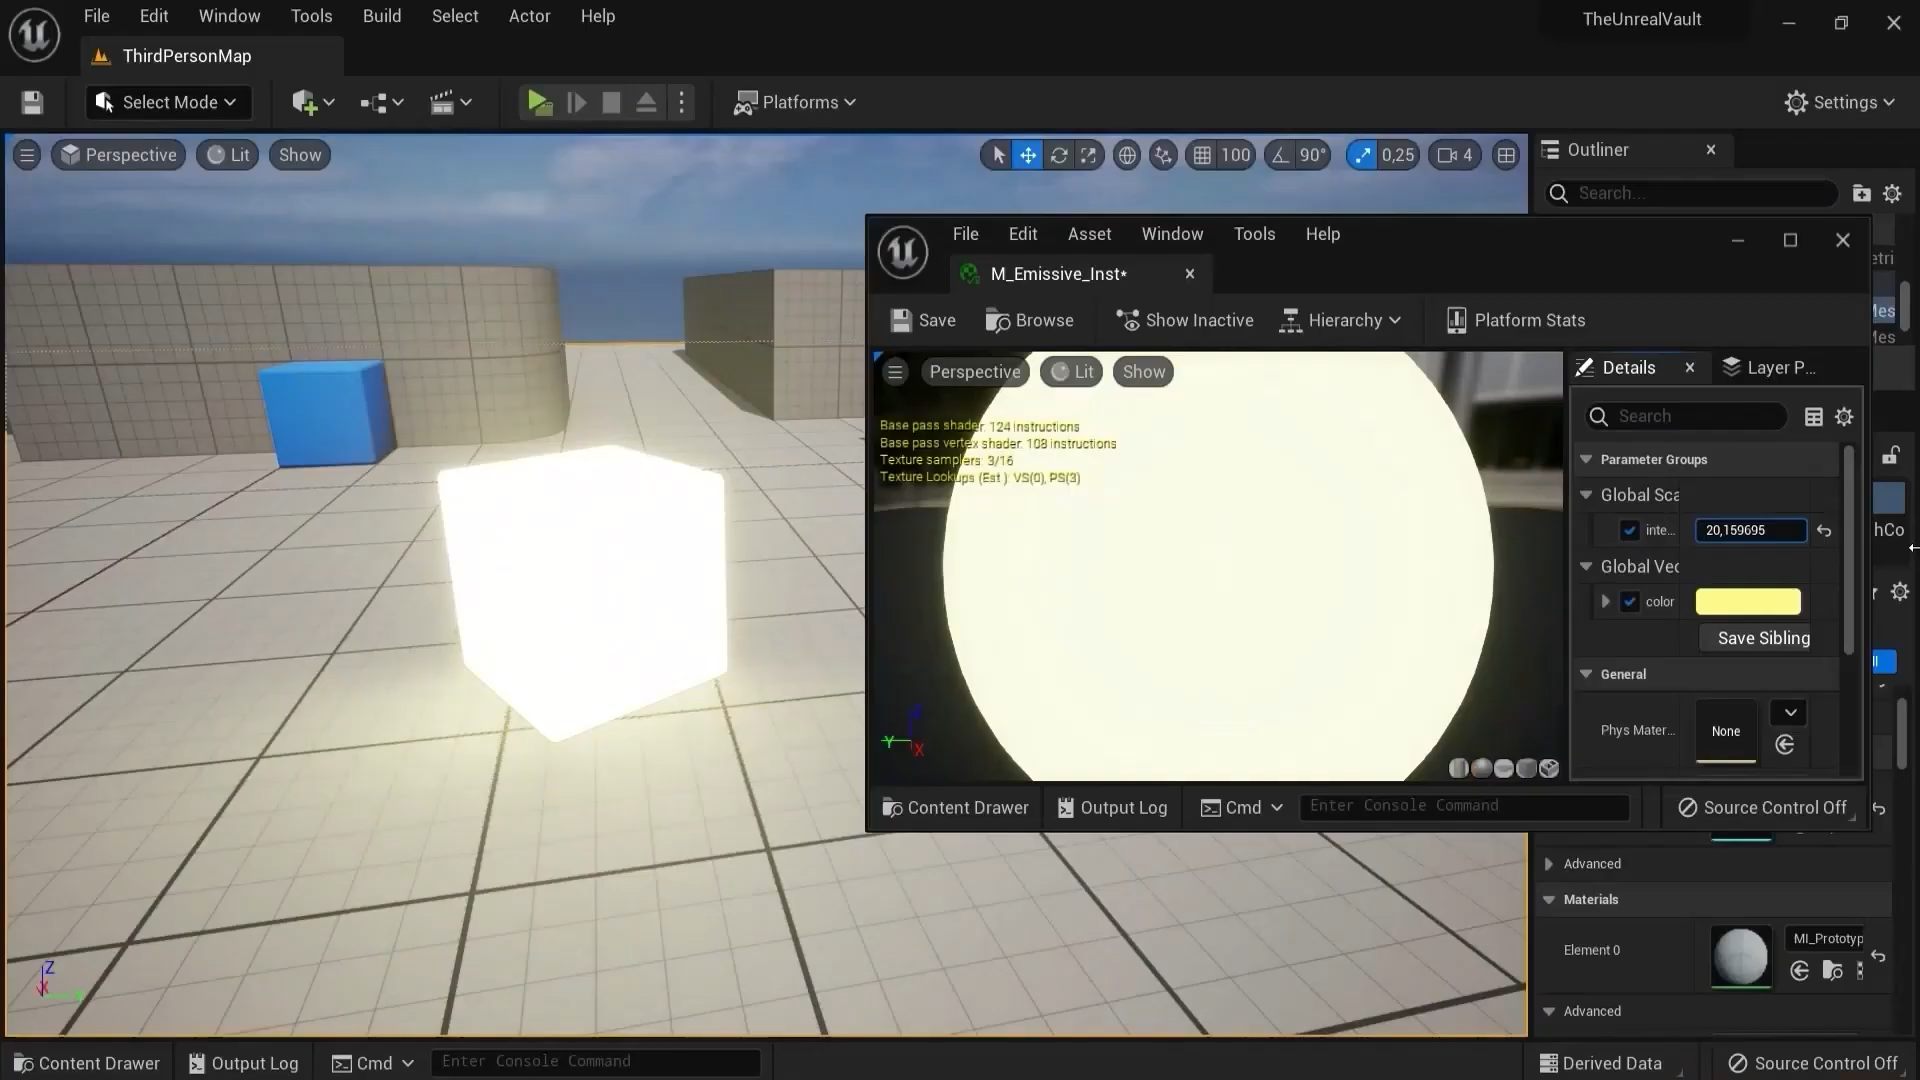 File Edit Window Tools Build Select Actor Help
TheUnrealVault
ThirdPersonMap
Select Mode
Platforms
Settings
Perspective Lit Show
100 90° 0,25 4
Outliner
Search...
File Edit Asset Window Tools Help
M_Emissive_Inst*
Save Browse Show Inactive Hierarchy Platform Stats
Perspective Lit Show
Base pass shader: 124 instructions
Base pass vertex shader: 108 instructions
Texture samplers: 3/16
Texture Lookups (Est.): VS(0), PS(3)
Z
Y
X
Details Layer P...
Search
Parameter Groups
Global Sca
inte... 20,159695
Global Vec
color
Save Sibling
General
Phys Mater... None
hCo
Content Drawer Output Log Cmd Enter Console Command Source Control Off
Advanced
Materials
Element 0 MI_Prototyp
Advanced
Z
X
Content Drawer Output Log Cmd Enter Console Command Derived Data Source Control Off